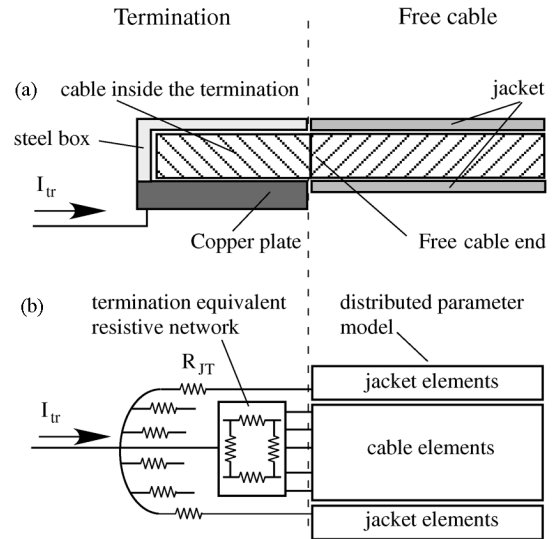 Termination
Free cable
(a)
cable inside the termination
jacket
steel box
I_tr
Copper plate
Free cable end
(b)
termination equivalent
resistive network
distributed parameter
model
R_JT
jacket elements
I_tr
cable elements
jacket elements